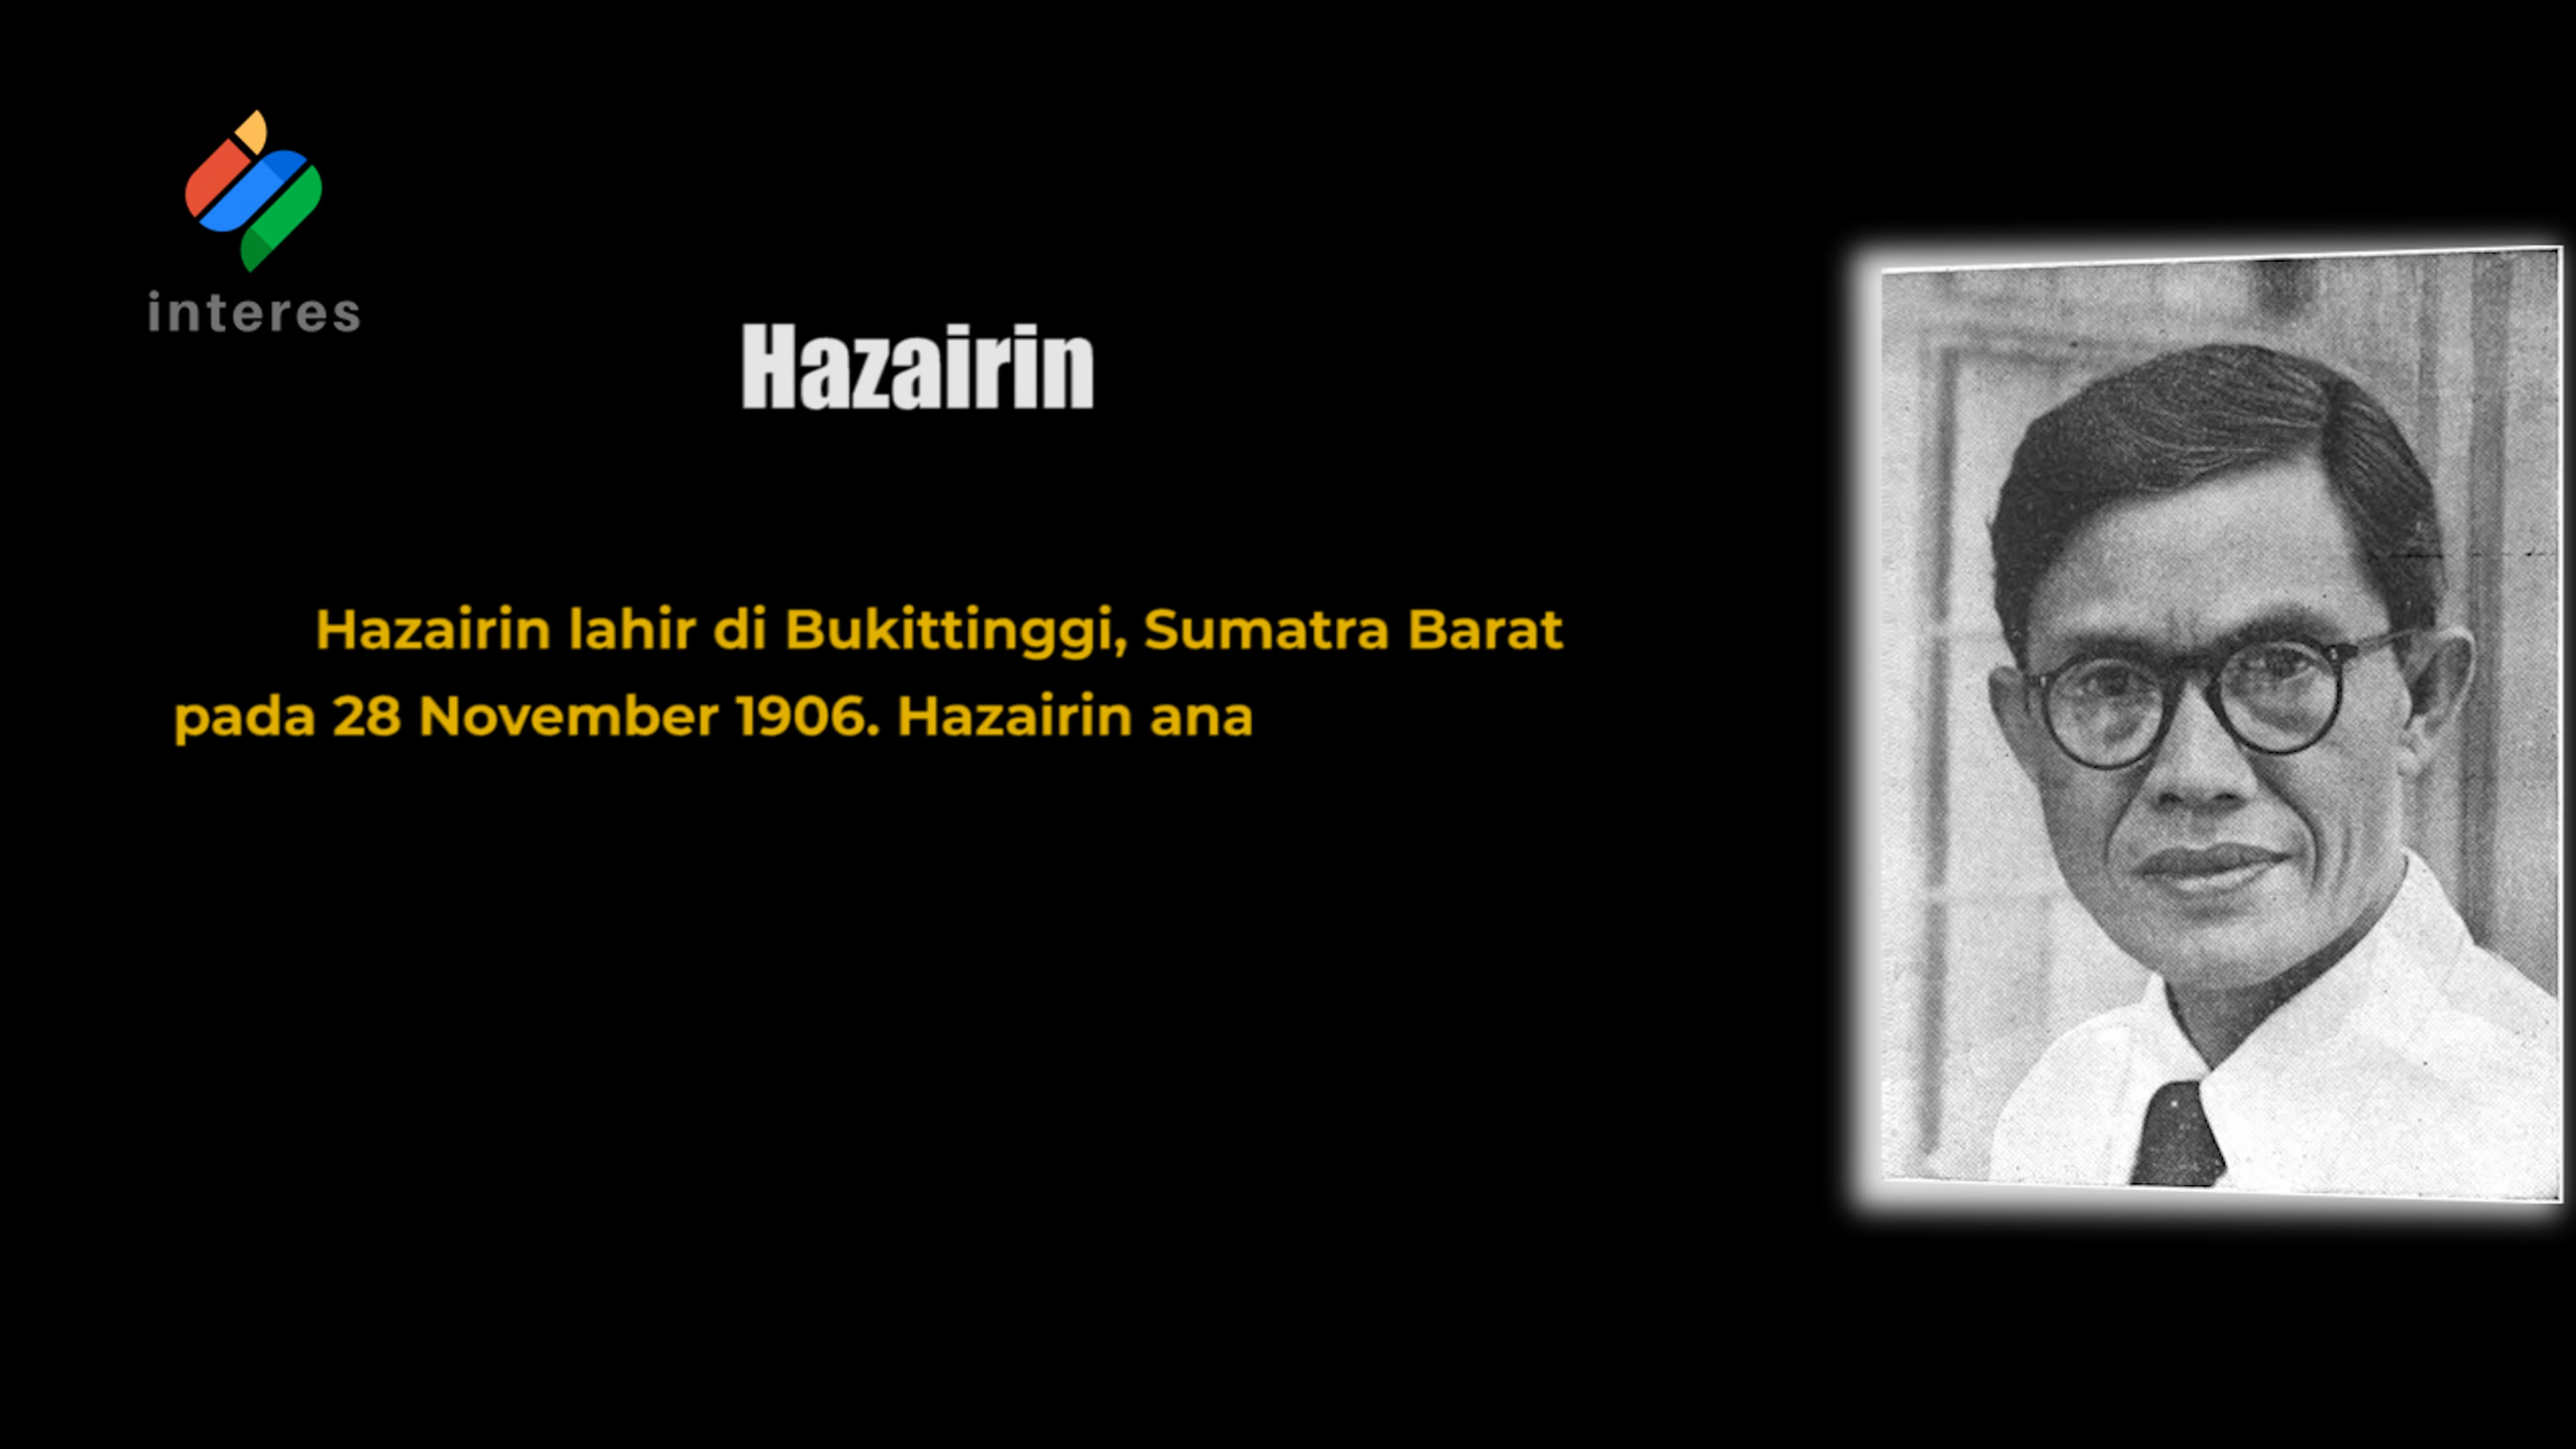 interes
Hazairin
Hazairin lahir di Bukittinggi, Sumatra Barat
pada 28 November 1906. Hazairin ana